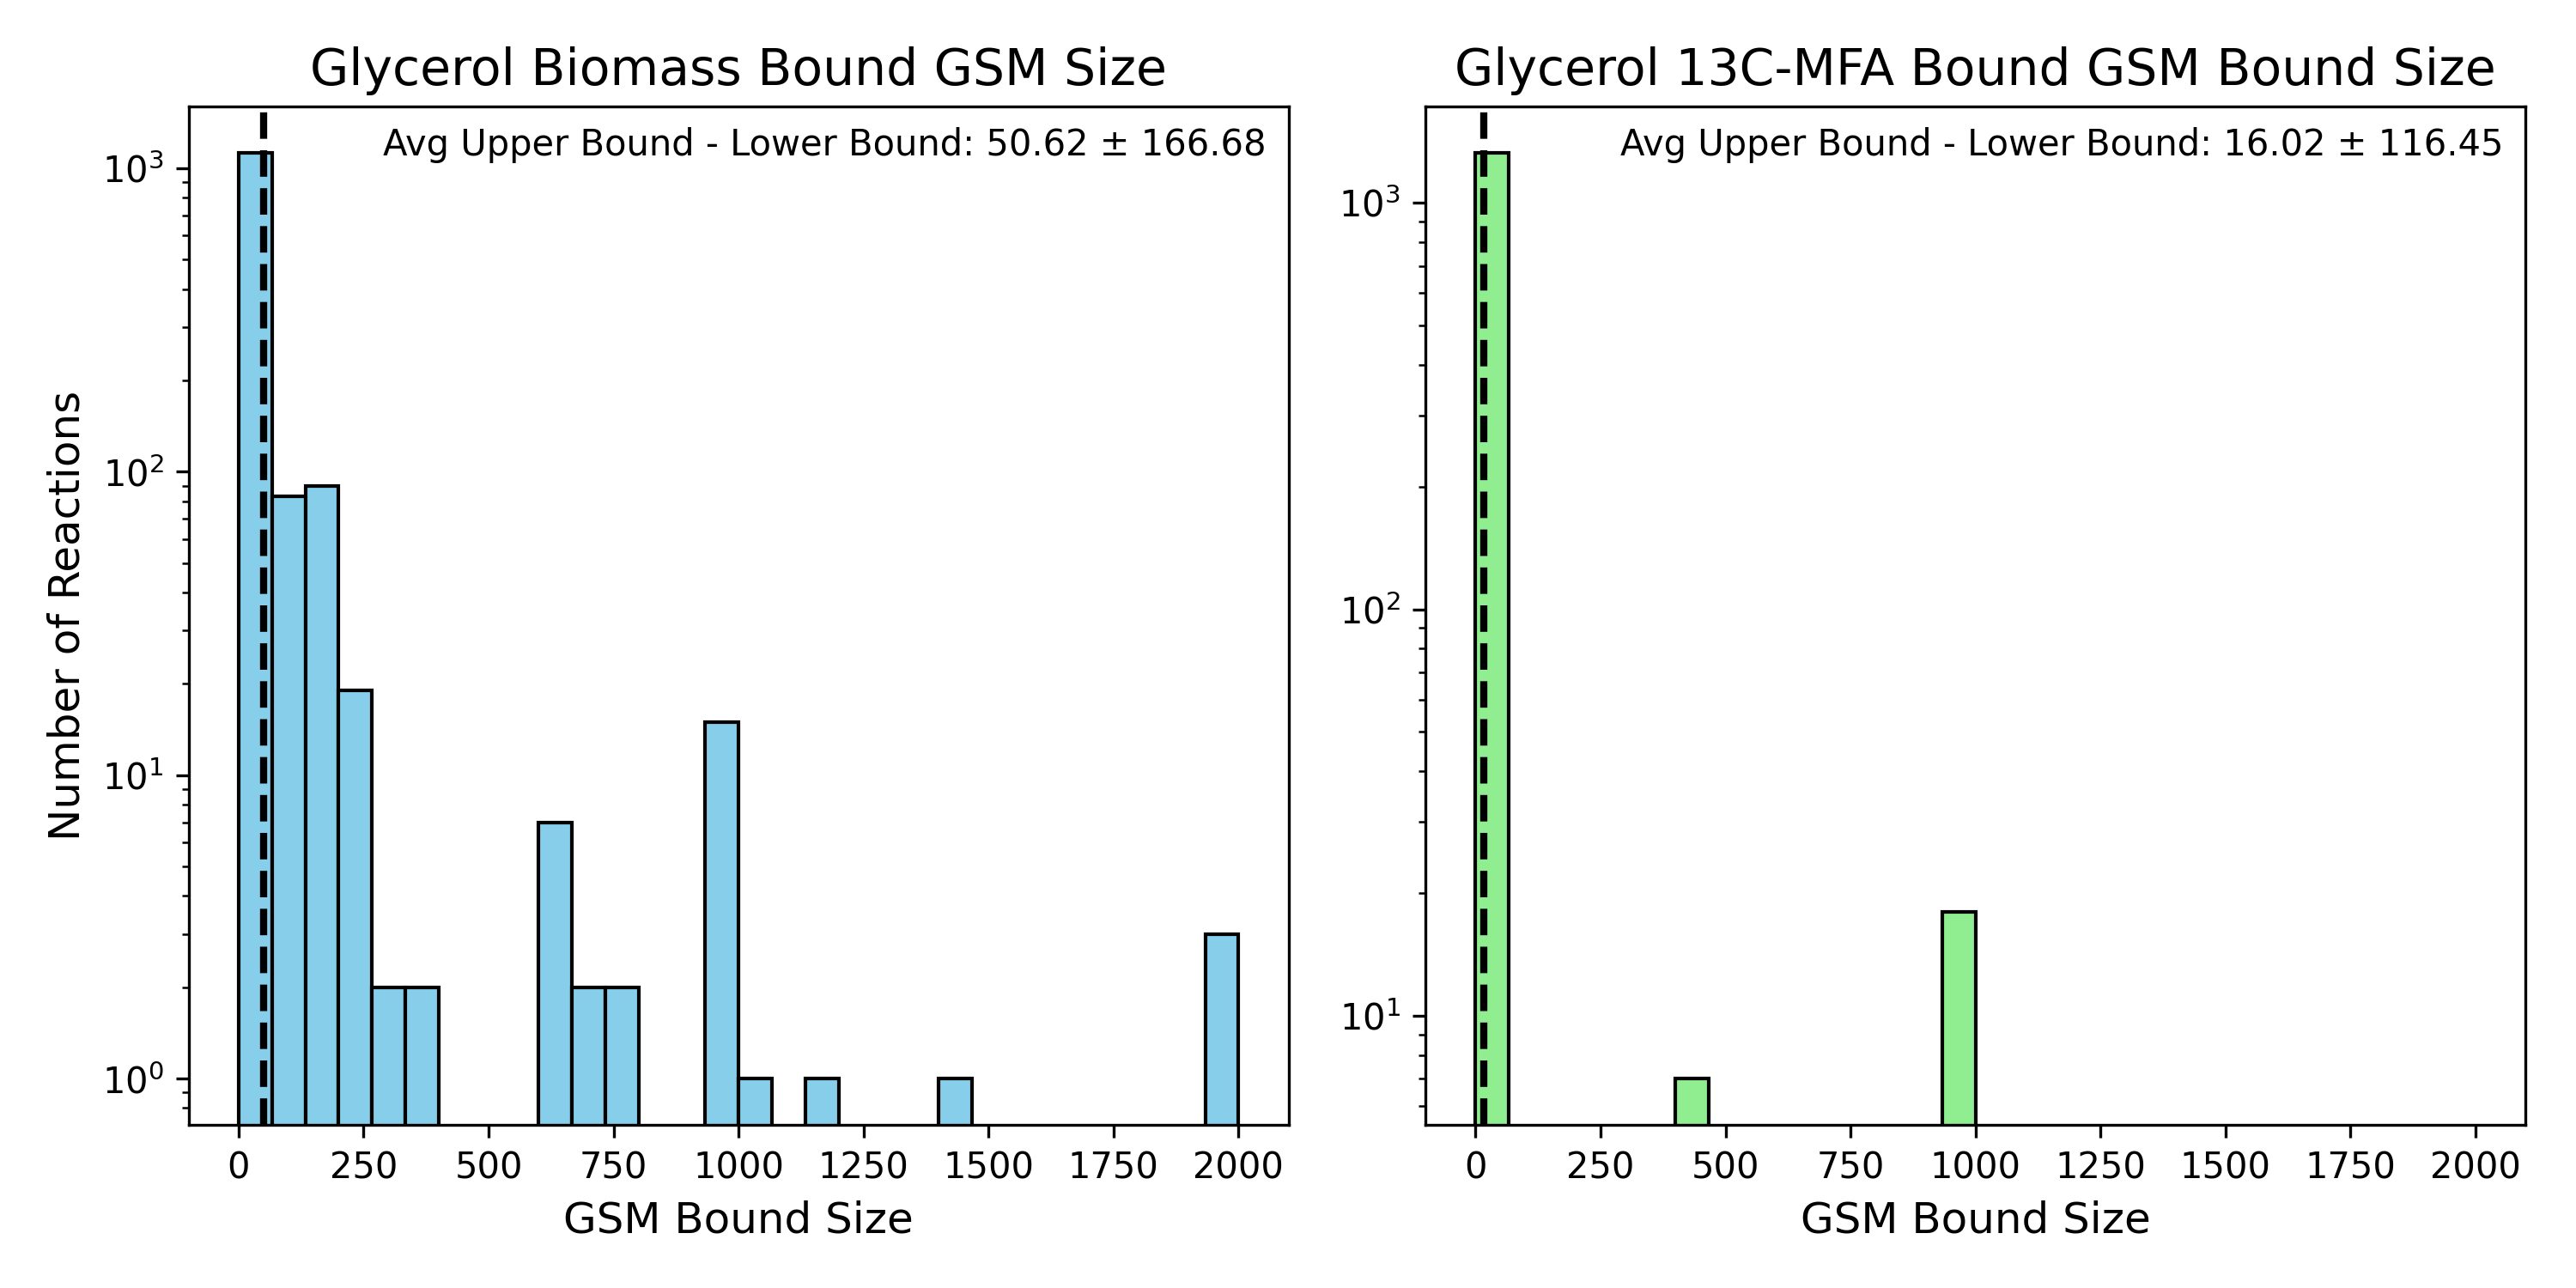 Glycerol Biomass Bound GSM Size
Avg Upper Bound - Lower Bound: 50.62 ± 166.68
10³
10²
10¹
10⁰
Number of Reactions
0 250 500 750 1000 1250 1500 1750 2000
GSM Bound Size
Glycerol 13C-MFA Bound GSM Bound Size
Avg Upper Bound - Lower Bound: 16.02 ± 116.45
10³
10²
10¹
0 250 500 750 1000 1250 1500 1750 2000
GSM Bound Size